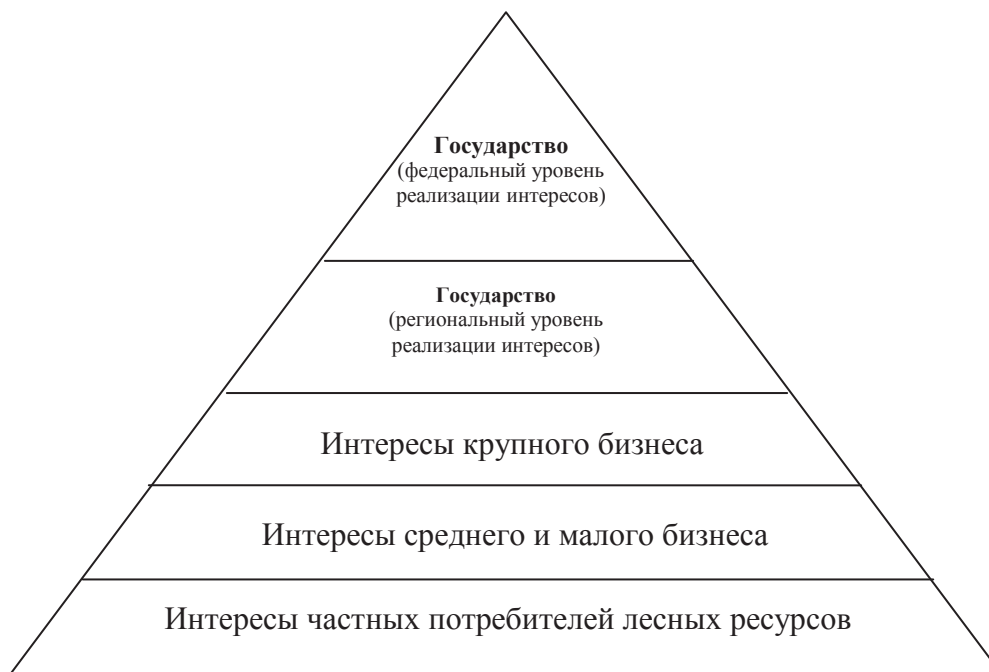 Государство
(федеральный уровень
реализации интересов)
Государство
(региональный уровень
реализации интересов)
Интересы крупного бизнеса
Интересы среднего и малого бизнеса
Интересы частных потребителей лесных ресурсов